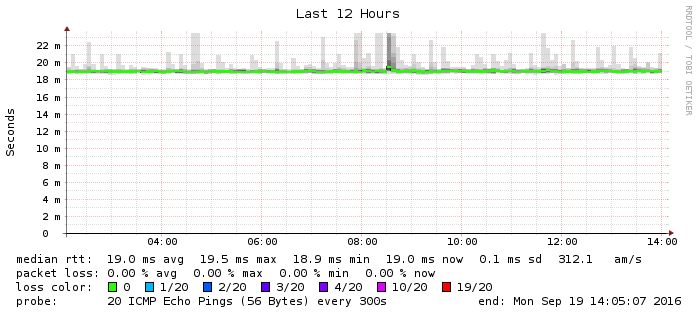 Last 12 Hours
RRDTOOL / TOBI OETIKER
Seconds
22 m
20 m
18 m
16 m
14 m
12 m
10 m
8 m
6 m
4 m
2 m
0
04:00 06:00 08:00 10:00 12:00 14:00
median rtt: 19.0 ms avg 19.5 ms max 18.9 ms min 19.0 ms now 0.1 ms sd 312.1 am/s
packet loss: 0.00 % avg 0.00 % max 0.00 % min 0.00 % now
loss color: 0 1/20 2/20 3/20 4/20 10/20 19/20
probe: 20 ICMP Echo Pings (56 Bytes) every 300s end: Mon Sep 19 14:05:07 2016